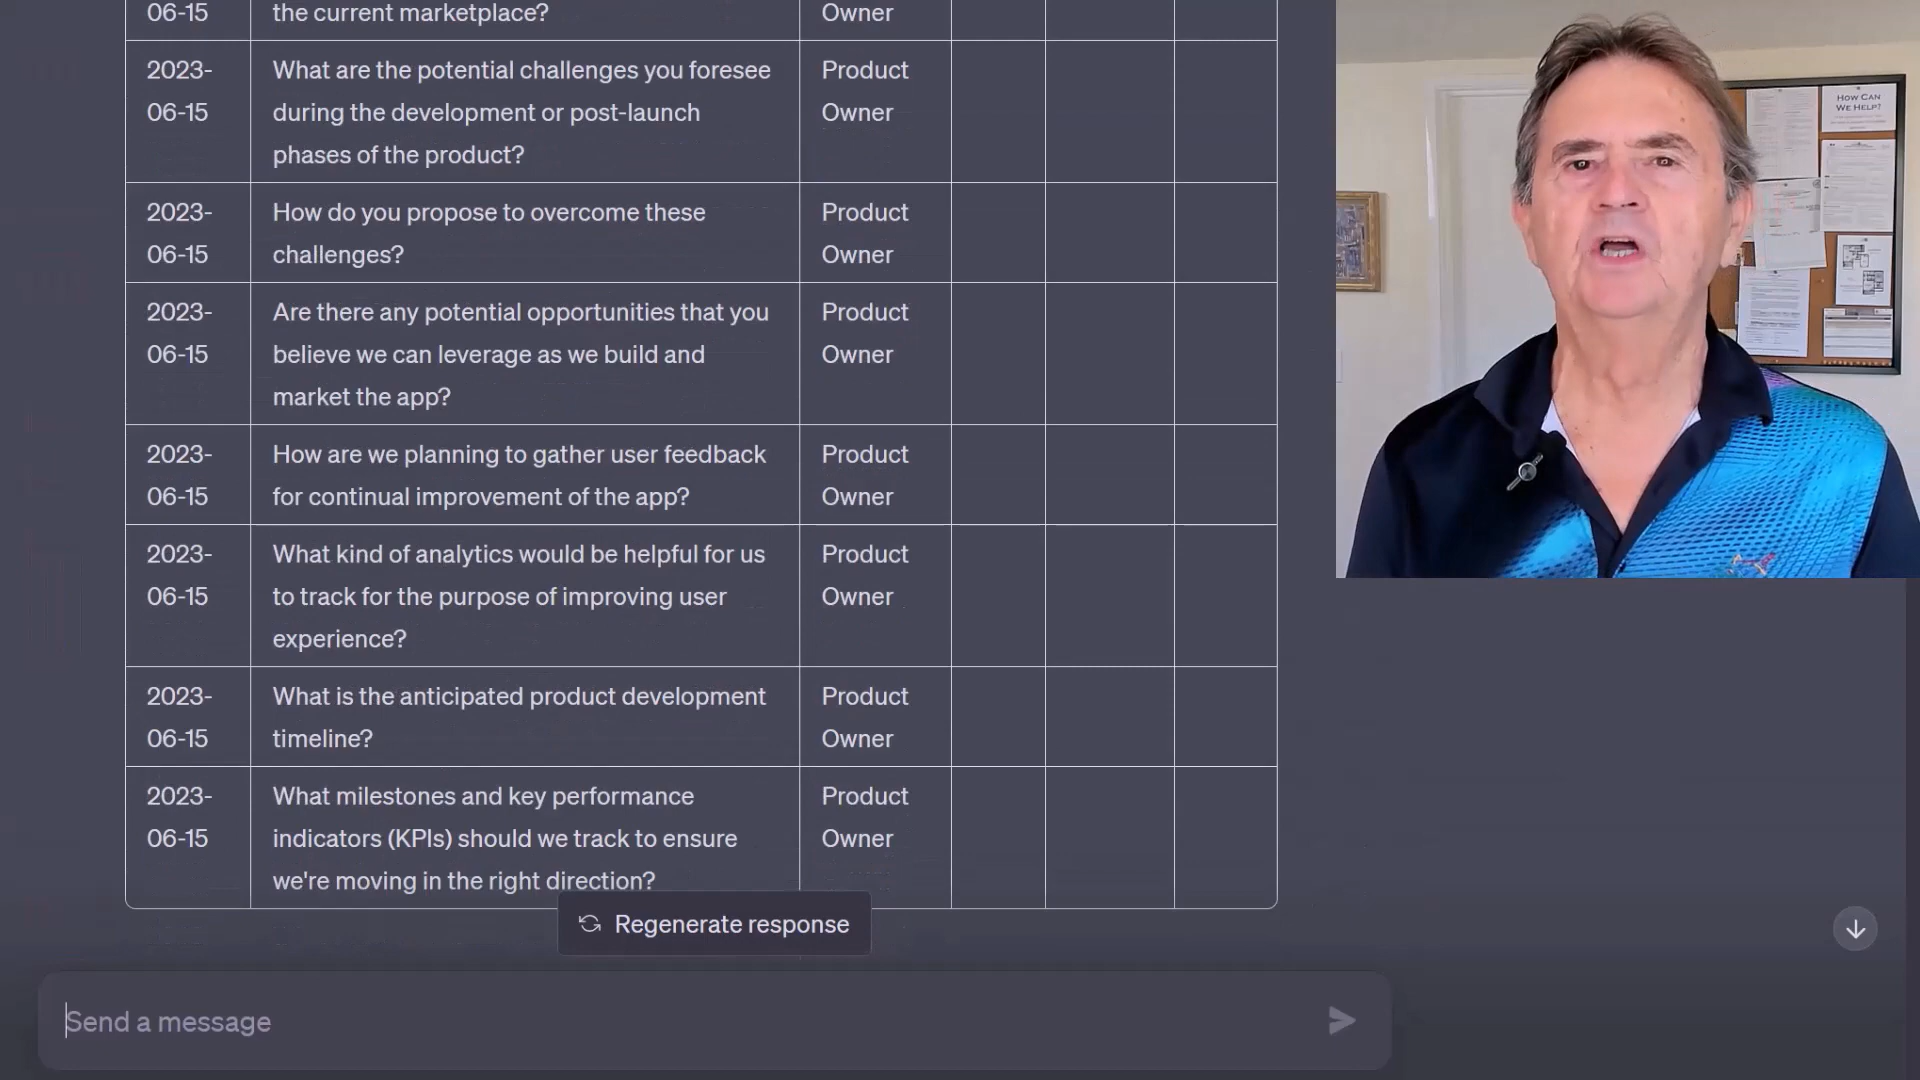 06-15 the current marketplace? Owner
2023- What are the potential challenges you foresee Product
06-15 during the development or post-launch Owner
phases of the product?
2023- How do you propose to overcome these Product
06-15 challenges? Owner
2023- Are there any potential opportunities that you Product
06-15 believe we can leverage as we build and Owner
market the app?
2023- How are we planning to gather user feedback Product
06-15 for continual improvement of the app? Owner
2023- What kind of analytics would be helpful for us Product
06-15 to track for the purpose of improving user Owner
experience?
2023- What is the anticipated product development Product
06-15 timeline? Owner
2023- What milestones and key performance Product
06-15 indicators (KPIs) should we track to ensure Owner
we're moving in the right direction?
Regenerate response
Send a message
How Can
We Help?